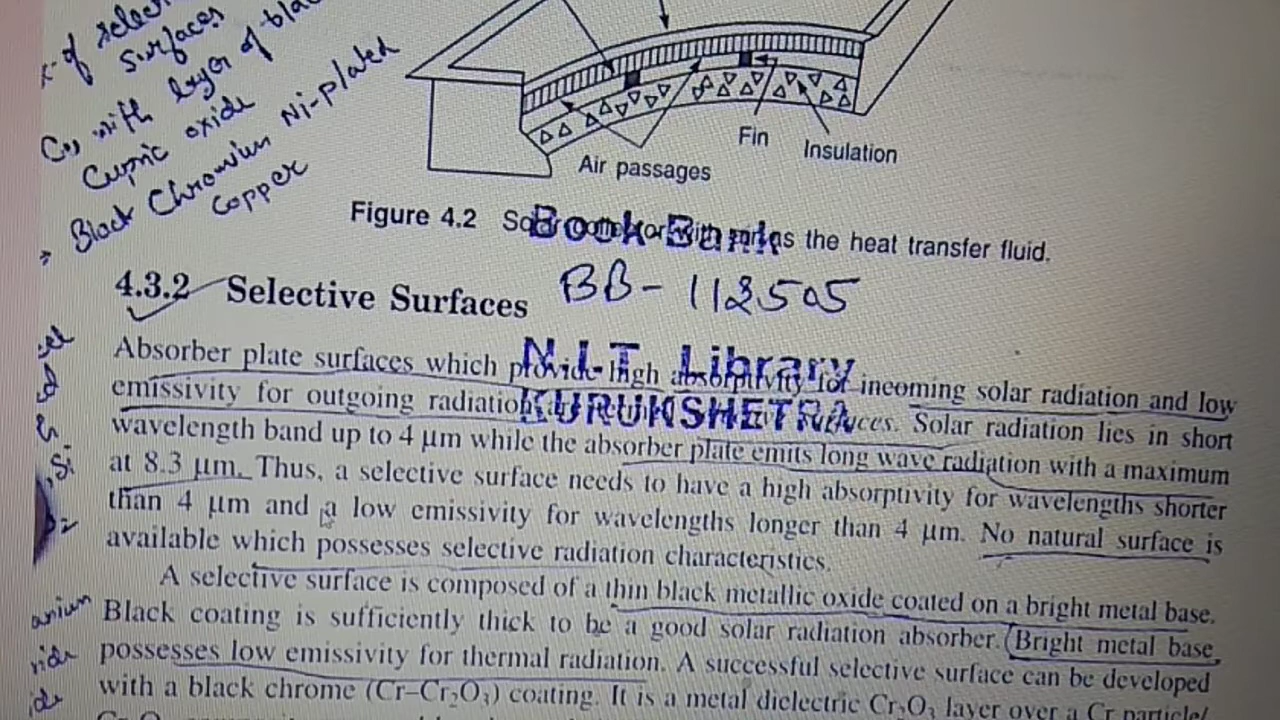 of selec
Surfaces
Cu with layer of blac
Cupric oxide
Black Chromium Ni-plated
Copper
Fin
Insulation
Air passages
Figure 4.2 as the heat transfer fluid.
Book Bank
BB-112505
4.3.2 Selective Surfaces
N.I.T. Library
KURUKSHETRA
Absorber plate surfaces which provide high absorptivity for incoming solar radiation and low
emissivity for outgoing radiation Solar radiation lies in short
wavelength band up to 4 μm while the absorber plate emits long wave radiation with a maximum
at 8.3 μm. Thus, a selective surface needs to have a high absorptivity for wavelengths shorter
than 4 μm and a low emissivity for wavelengths longer than 4 μm. No natural surface is
available which possesses selective radiation characteristics.
A selective surface is composed of a thin black metallic oxide coated on a bright metal base.
Black coating is sufficiently thick to be a good solar radiation absorber. Bright metal base
possesses low emissivity for thermal radiation. A successful selective surface can be developed
with a black chrome (Cr–Cr₂O₃) coating. It is a metal dielectric Cr₂O₃ layer over a Cr particle/